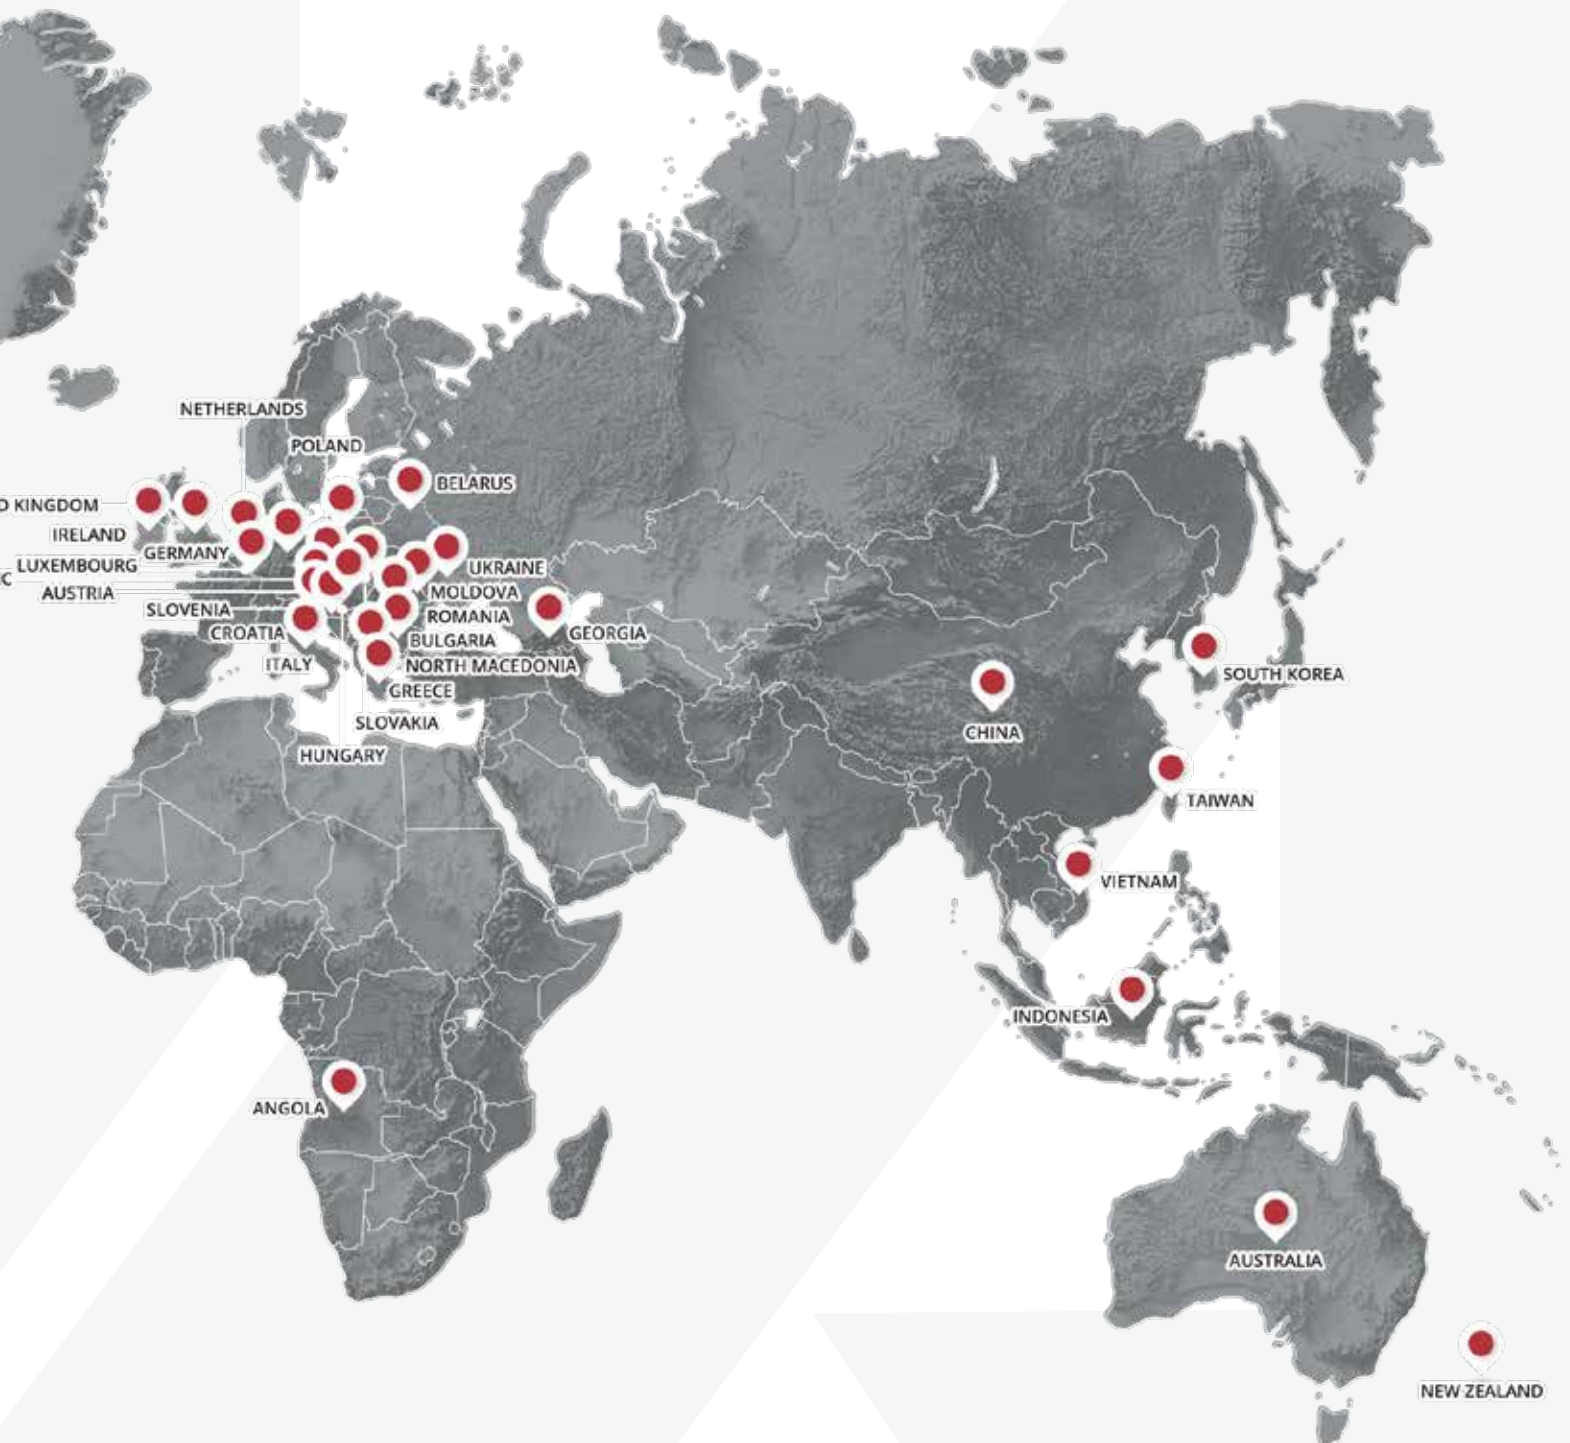 NETHERLANDS
POLAND
BELARUS
D KINGDOM
IRELAND
GERMANY
LUXEMBOURG
UKRAINE
C
AUSTRIA
MOLDOVA
SLOVENIA
ROMANIA
CROATIA
BULGARIA
GEORGIA
ITALY
NORTH MACEDONIA
GREECE
SLOVAKIA
HUNGARY
SOUTH KOREA
CHINA
TAIWAN
VIETNAM
INDONESIA
ANGOLA
AUSTRALIA
NEW ZEALAND